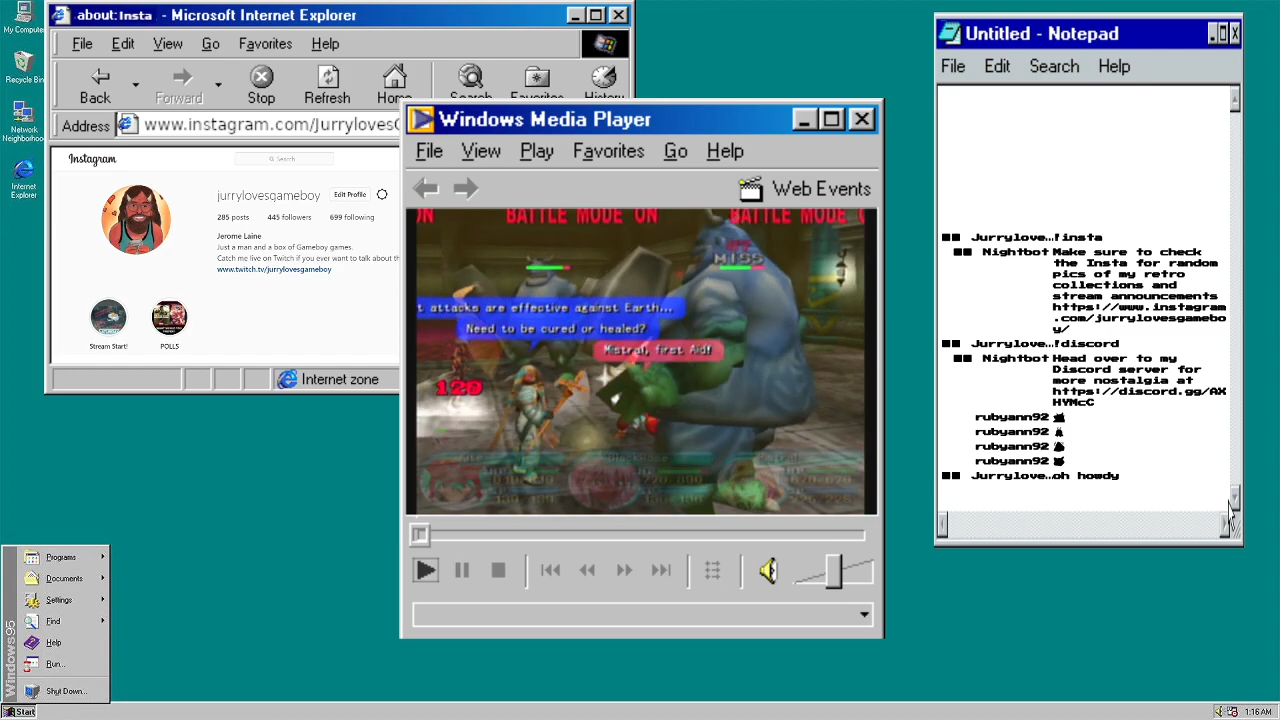 My Compute
Recycle Bin
Network
Neighborhoo
Internet
Explorer
about:Insta - Microsoft Internet Explorer
File Edit View Go Favorites Help
Back Forward Stop Refresh Home Search Favorites History
Address www.instagram.com/JurrylovesG
Instagram
Search
jurrylovesgameboy Edit Profile
285 posts 445 followers 699 following
Jerome Laine
Just a man and a box of Gameboy games.
Catch me live on Twitch if you ever want to talk about th
www.twitch.tv/jurrylovesgameboy
Stream Start! POLLS
Internet zone
Windows Media Player
File View Play Favorites Go Help
Web Events
ON BATTLE MODE ON BATTLE MODE O
MISS
t attacks are effective against Earth...
Need to be cured or healed?
Mistral, first Aid!
120
Untitled - Notepad
File Edit Search Help
Jurrylove...!insta
Nightbot Make sure to check
the Insta for random
pics of my retro
collections and
stream announcements
https://www.instagram
.com/jurrylovesgamebo
y/
Jurrylove...!discord
Nightbot Head over to my
Discord server for
more nostalgia at
https://discord.gg/AX
HYMcC
rubyann92
rubyann92
rubyann92
rubyann92
Jurrylove...oh howdy
Windows95
Programs
Documents
Settings
Find
Help
Run...
Shut Down...
Start
1:16 AM